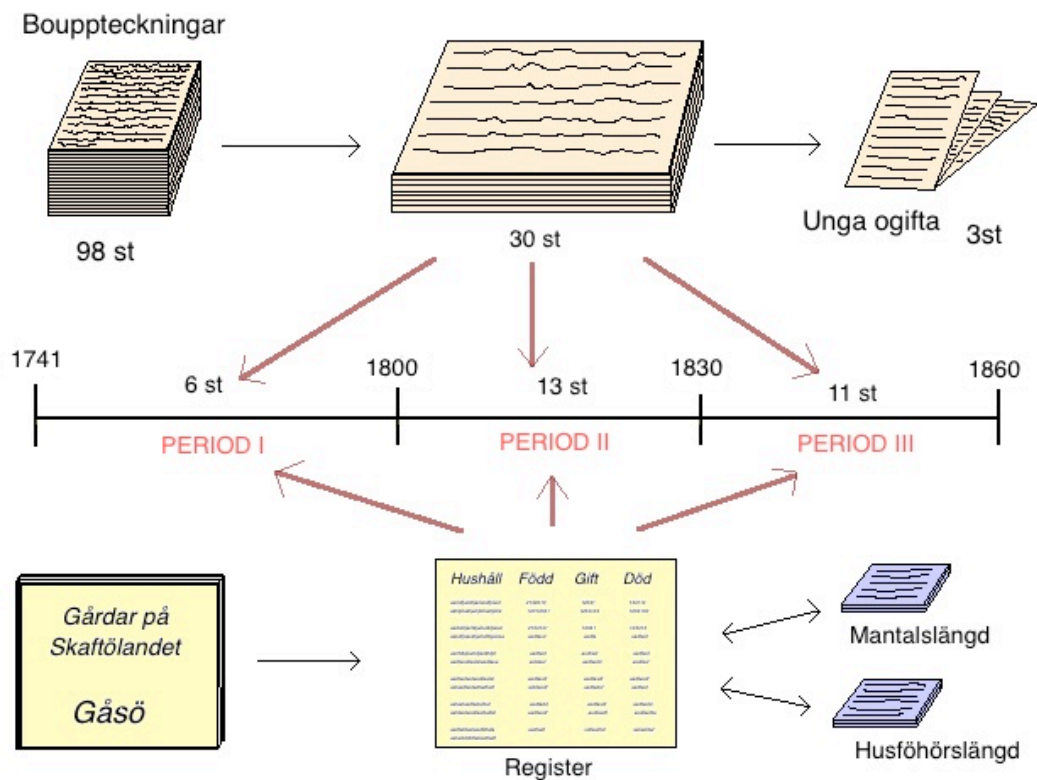 Bouppteckningar
98 st
30 st
Unga ogifta
3st
1741
6 st
1800
13 st
1830
11 st
1860
PERIOD I
PERIOD II
PERIOD III
Gårdar på
Skaftölandet
Gåsö
Hushåll Född Gift Död
Register
Mantalslängd
Husföhörslängd